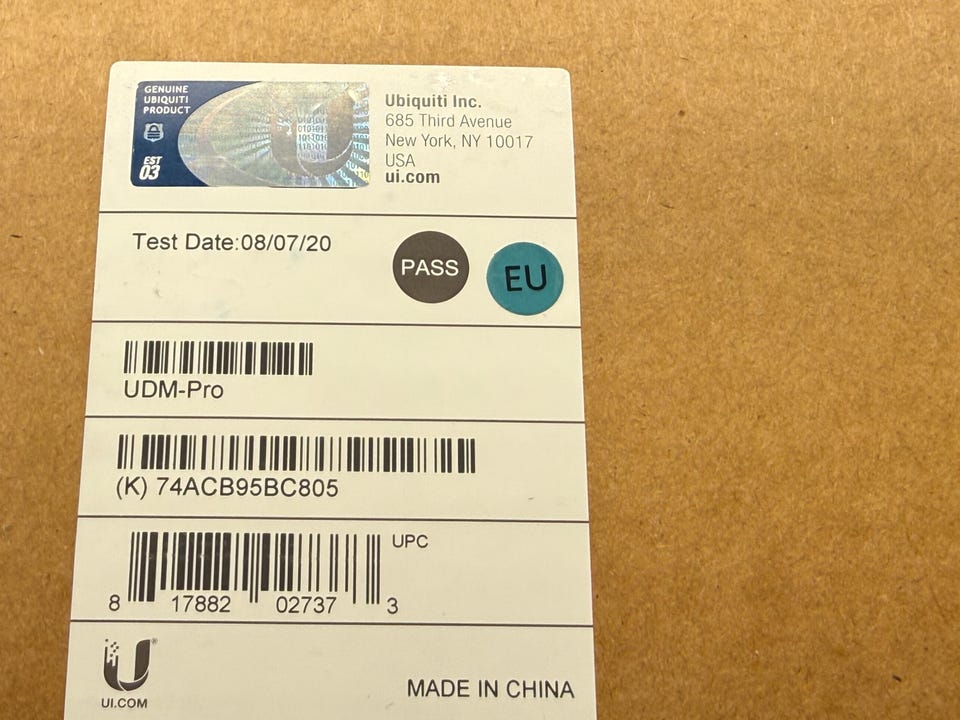 GENUINE
UBIQUITI
PRODUCT
EST
03
Ubiquiti Inc.
685 Third Avenue
New York, NY 10017
USA
ui.com
Test Date:08/07/20
PASS
EU
UDM-Pro
(K) 74ACB95BC805
UPC
8 17882 02737 3
U®
UI.COM
MADE IN CHINA